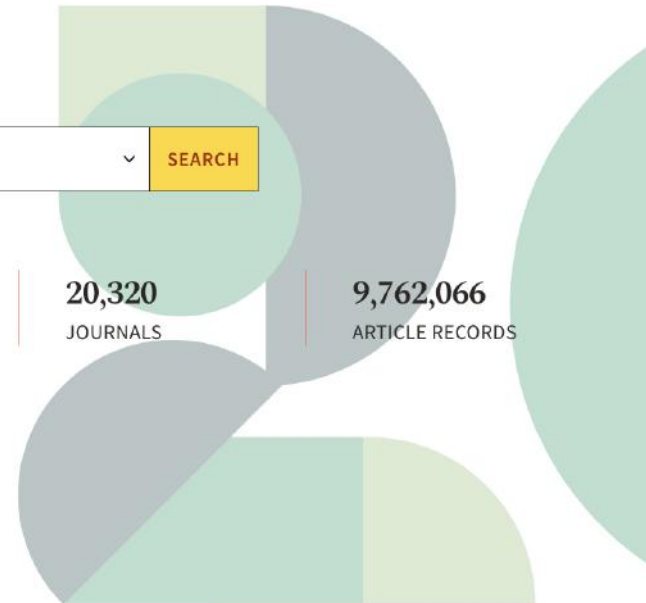 SEARCH
20,320
JOURNALS
9,762,066
ARTICLE RECORDS